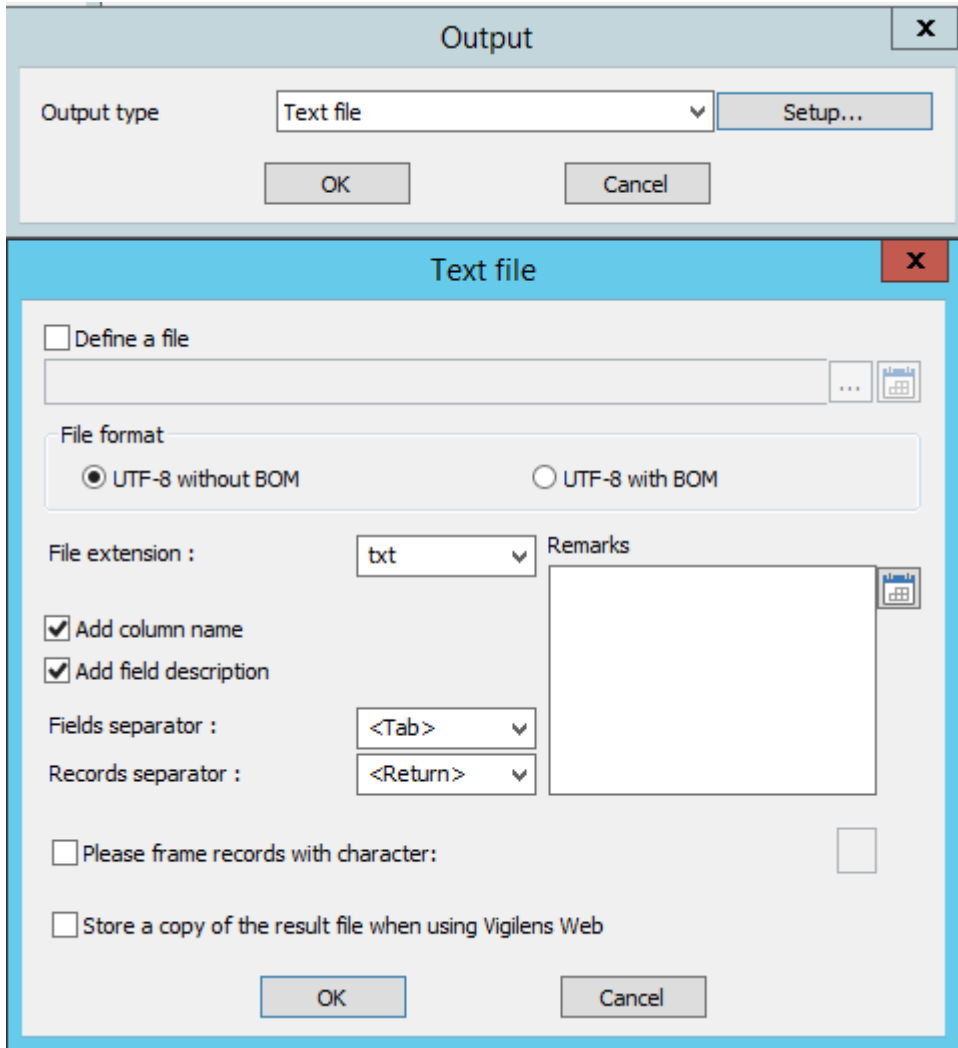 Output
x
Output type
Text file
Setup...
OK
Cancel
Text file
x
Define a file
...
File format
UTF-8 without BOM
UTF-8 with BOM
File extension :
txt
Remarks
Add column name
Add field description
Fields separator :
<Tab>
Records separator :
<Return>
Please frame records with character:
Store a copy of the result file when using Vigilens Web
OK
Cancel